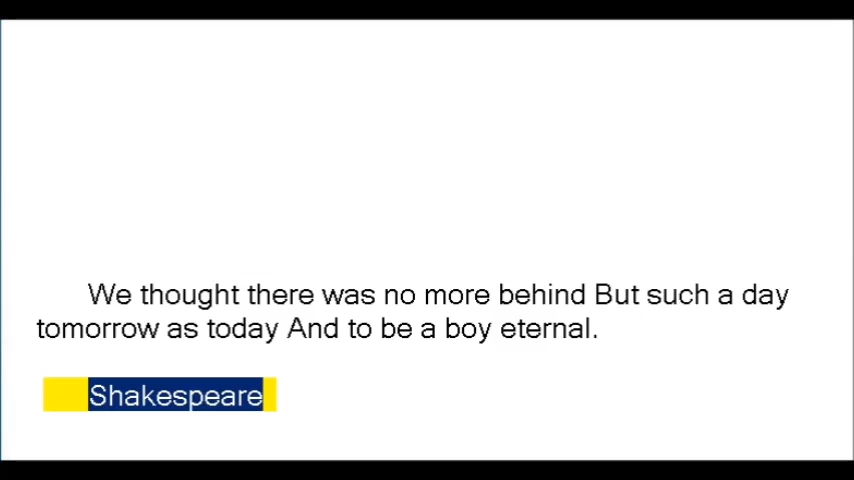 We thought there was no more behind But such a day
tomorrow as today And to be a boy eternal.
Shakespeare